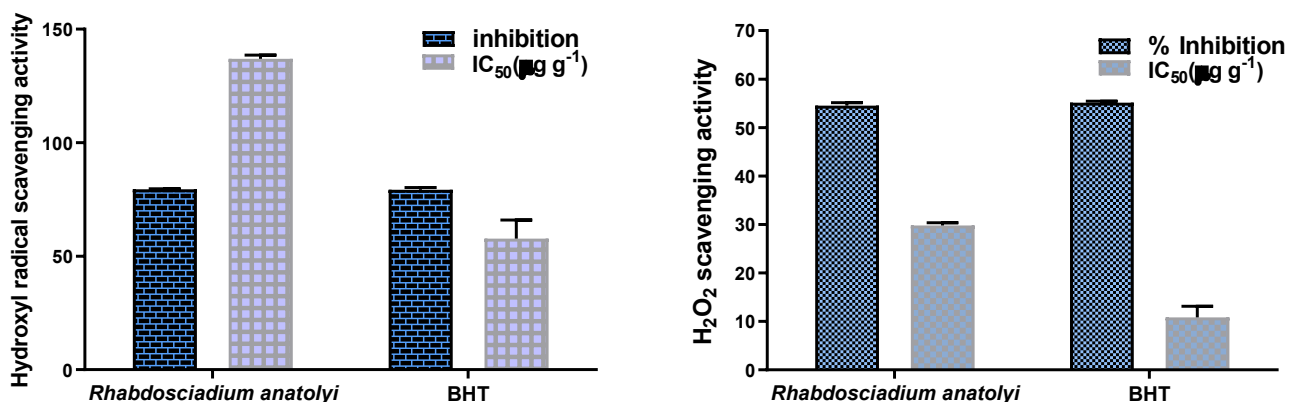 Hydroxyl radical scavenging activity
150
100
50
0
inhibition
IC₅₀(µg g⁻¹)
Rhabdosciadium anatolyi
BHT
H₂O₂ scavenging activity
70
60
50
40
30
20
10
0
% Inhibition
IC₅₀(µg g⁻¹)
Rhabdosciadium anatolyi
BHT